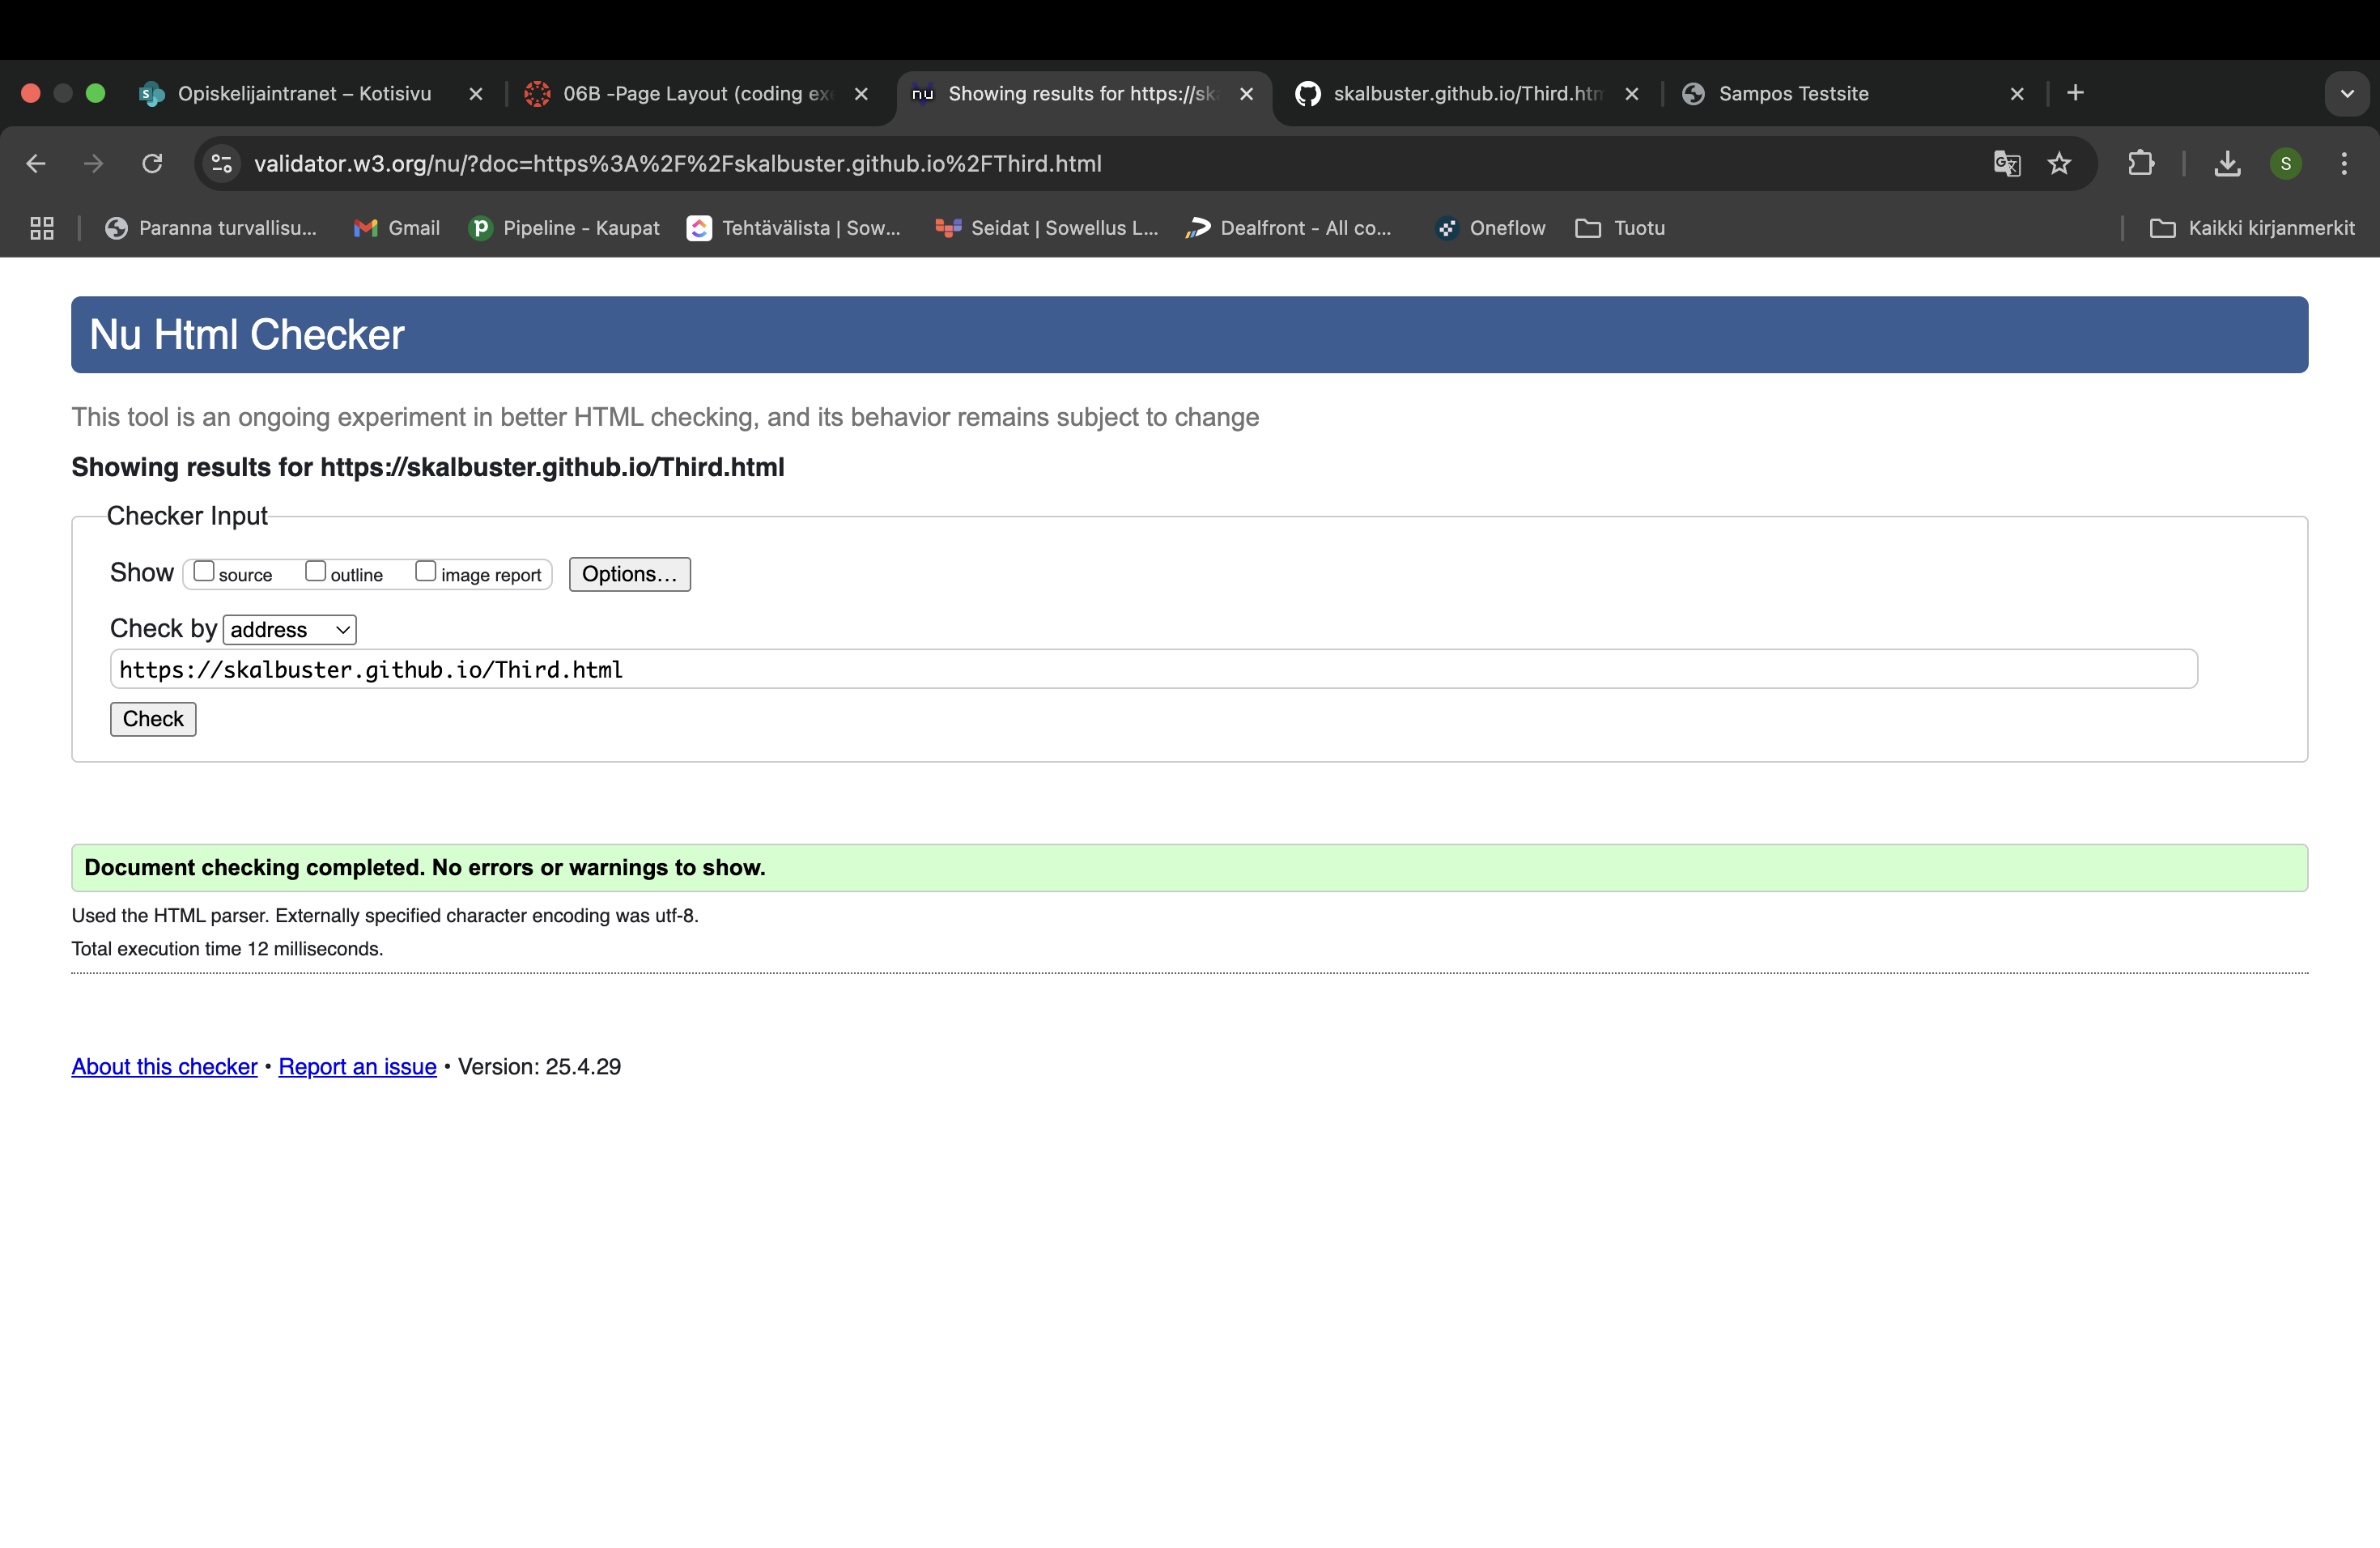 Opiskelijaintranet – Kotisivu
06B -Page Layout (coding exe
nu Showing results for https://sk
skalbuster.github.io/Third.htm
Sampos Testsite
validator.w3.org/nu/?doc=https%3A%2F%2Fskalbuster.github.io%2FThird.html
S
Paranna turvallisu...
Gmail
Pipeline - Kaupat
Tehtävälista | Sow...
Seidat | Sowellus L...
Dealfront - All co...
Oneflow
Tuotu
Kaikki kirjanmerkit
Nu Html Checker
This tool is an ongoing experiment in better HTML checking, and its behavior remains subject to change
Showing results for https://skalbuster.github.io/Third.html
Checker Input
Show source outline image report Options...
Check by address
https://skalbuster.github.io/Third.html
Check
Document checking completed. No errors or warnings to show.
Used the HTML parser. Externally specified character encoding was utf-8.
Total execution time 12 milliseconds.
About this checker • Report an issue • Version: 25.4.29